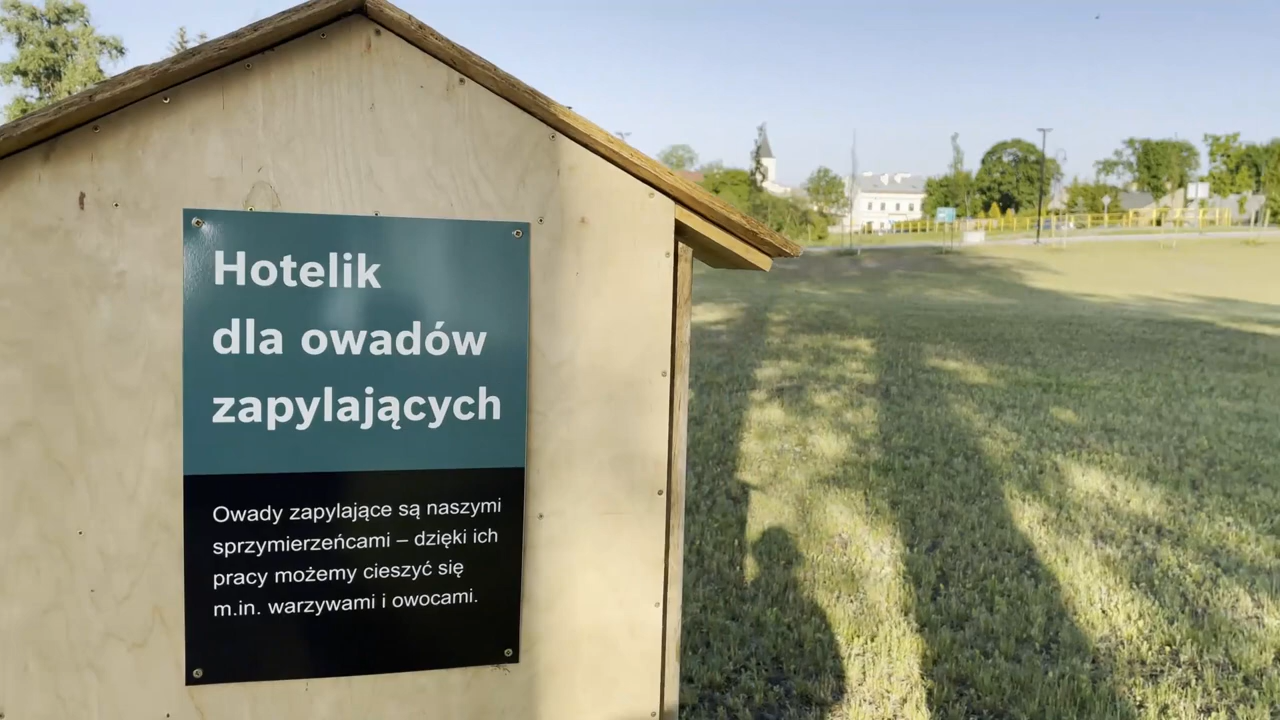 Hotelik
dla owadów
zapylających
Owady zapylające są naszymi
sprzymierzeńcami – dzięki ich
pracy możemy cieszyć się
m.in. warzywami i owocami.